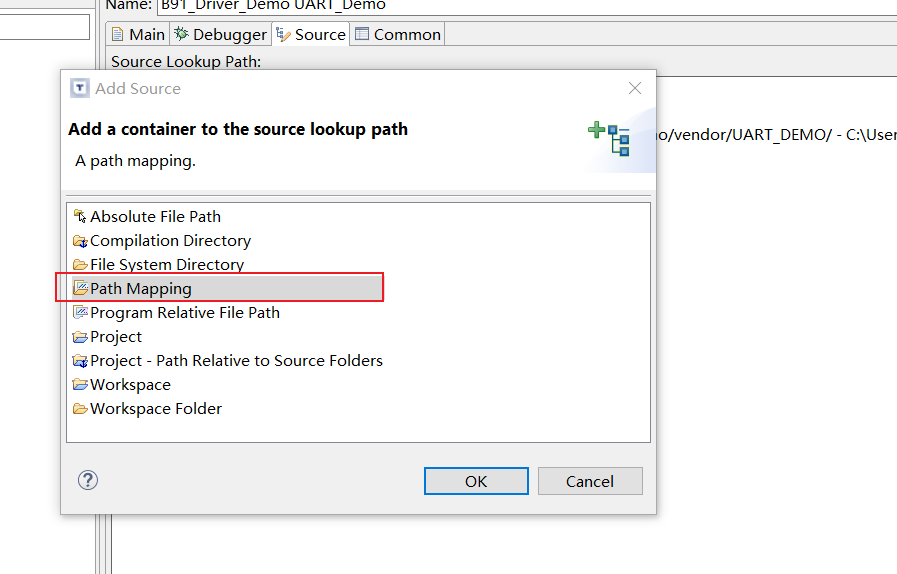 Name: B91_Driver_Demo UART_Demo
Main Debugger Source Common
Source Lookup Path:
Add Source
Add a container to the source lookup path
A path mapping.
o/vendor/UART_DEMO/ - C:\User
Absolute File Path
Compilation Directory
File System Directory
Path Mapping
Program Relative File Path
Project
Project - Path Relative to Source Folders
Workspace
Workspace Folder
OK Cancel